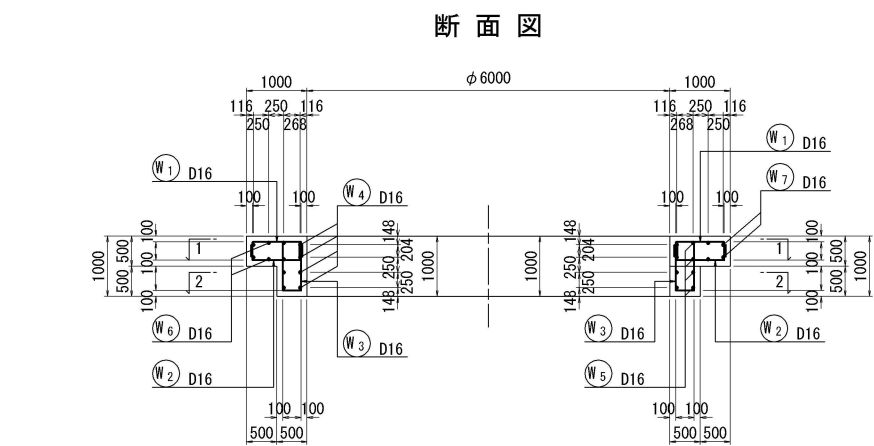 断面図
1000 φ6000 1000
116 250 116 116 250 116
250 268 268 250
W1 D16
W1 D16
W7 D16
W4 D16
100 100 100 100
100 500 1000 500 100 100 100
1 2
148 204 250 250 148
1000 1000
148 204 250 250 148
1 2
100 100 100 100 500 500 1000
W6 D16
W3 D16
W2 D16
W3 D16
W2 D16
W5 D16
100 100 100 100
500 500 500 500